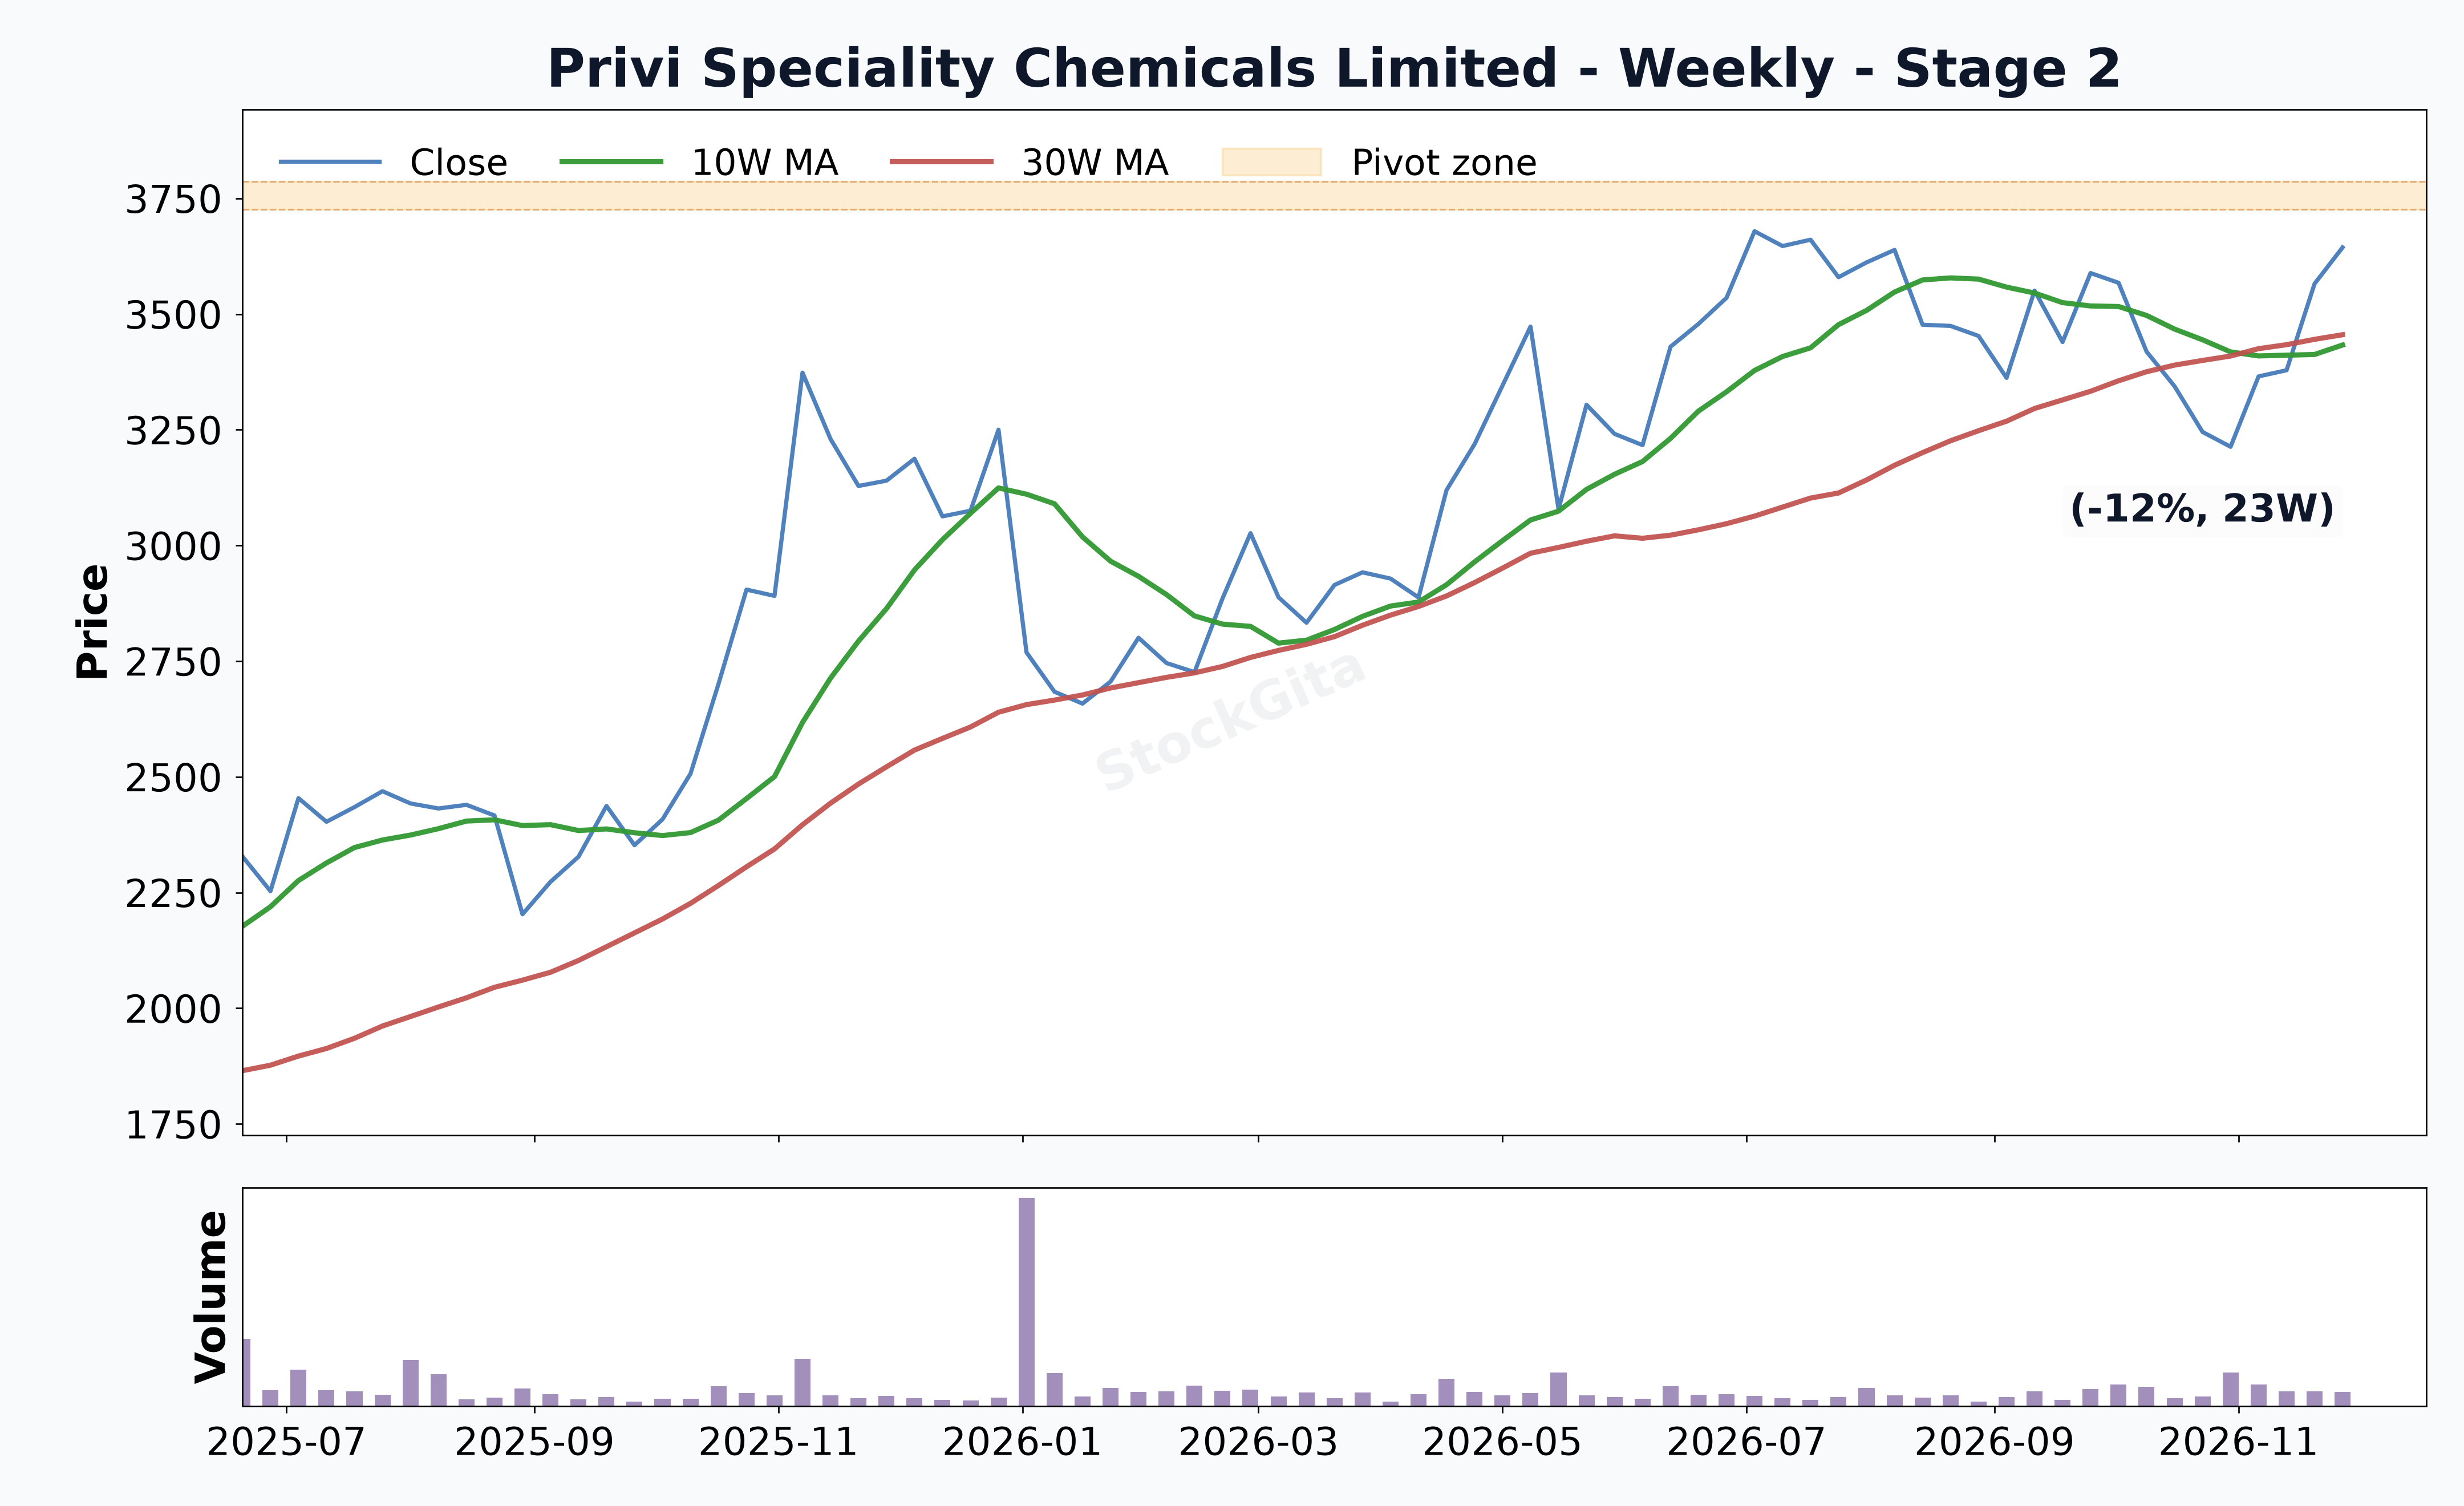 Privi Speciality Chemicals Limited - Weekly - Stage 2
Close 10W MA 30W MA Pivot zone
3750
3500
3250
3000
2750
2500
2250
2000
1750
Price
(-12%, 23W)
StockGita
Volume
2025-07 2025-09 2025-11 2026-01 2026-03 2026-05 2026-07 2026-09 2026-11